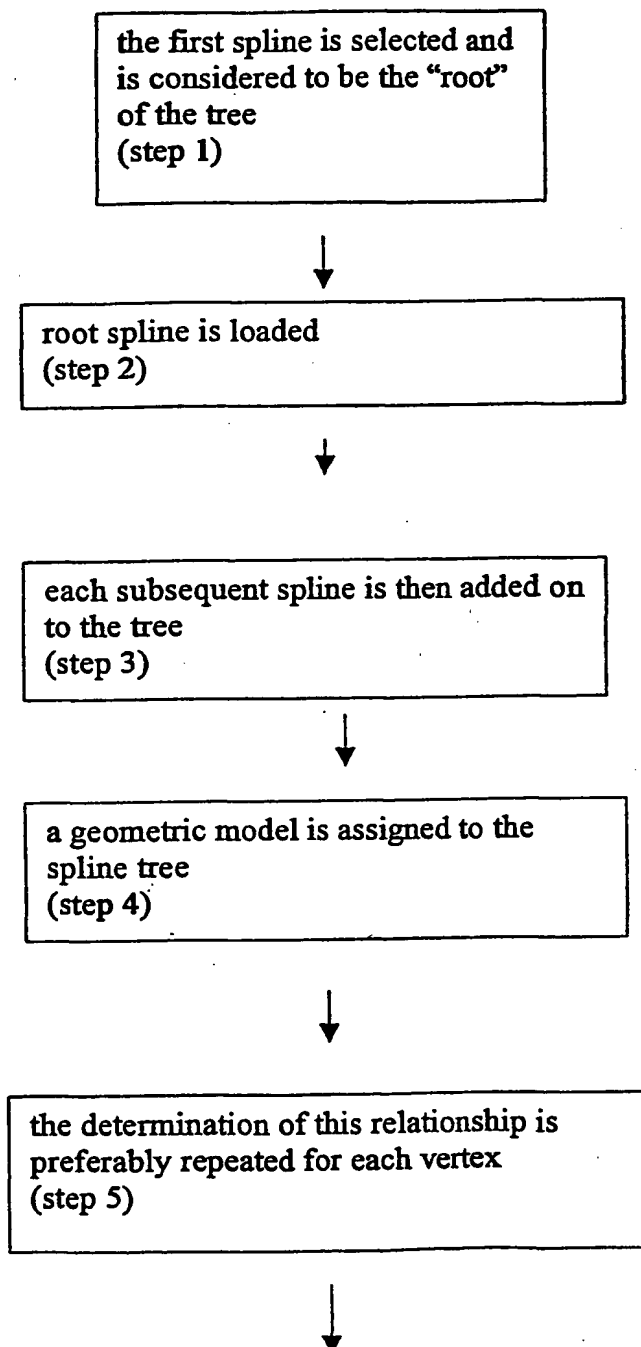 the first spline is selected and
is considered to be the “root”
of the tree
(step 1)
root spline is loaded
(step 2)
each subsequent spline is then added on
to the tree
(step 3)
a geometric model is assigned to the
spline tree
(step 4)
the determination of this relationship is
preferably repeated for each vertex
(step 5)